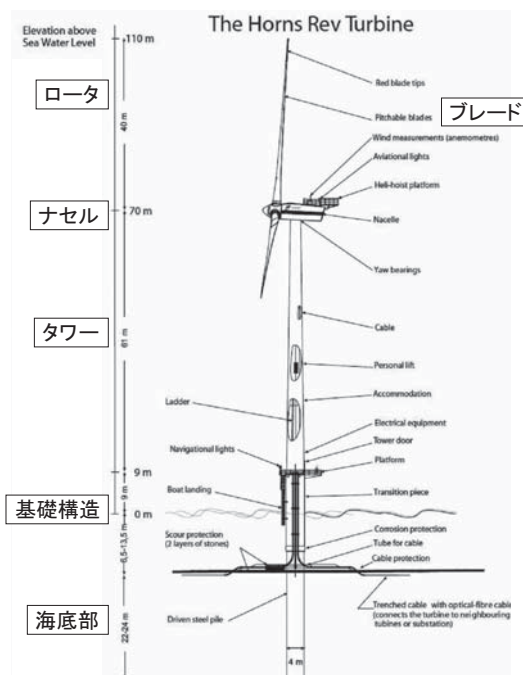 The Horns Rev Turbine
Elevation above
Sea Water Level
110 m
ロータ
40 m
Red blade tips
Pitchable blades
ブレード
Wind measurements (anemometres)
Aviational lights
Heli-hoist platform
ナセル
70 m
Nacelle
Yaw bearings
タワー
61 m
Cable
Personal lift
Accommodation
Ladder
Electrical equipment
Tower door
Navigational lights
Platform
9 m
Boat landing
9 m
Transition piece
基礎構造
0 m
Corrosion protection
Scour protection
(2 layers of stones)
Tube for cable
Cable protection
6,5-13,5 m
海底部
22-24 m
Driven steel pile
Trenched cable with optical-fibre cable
(connects the turbine to neighbouring
tubines or substation)
4 m